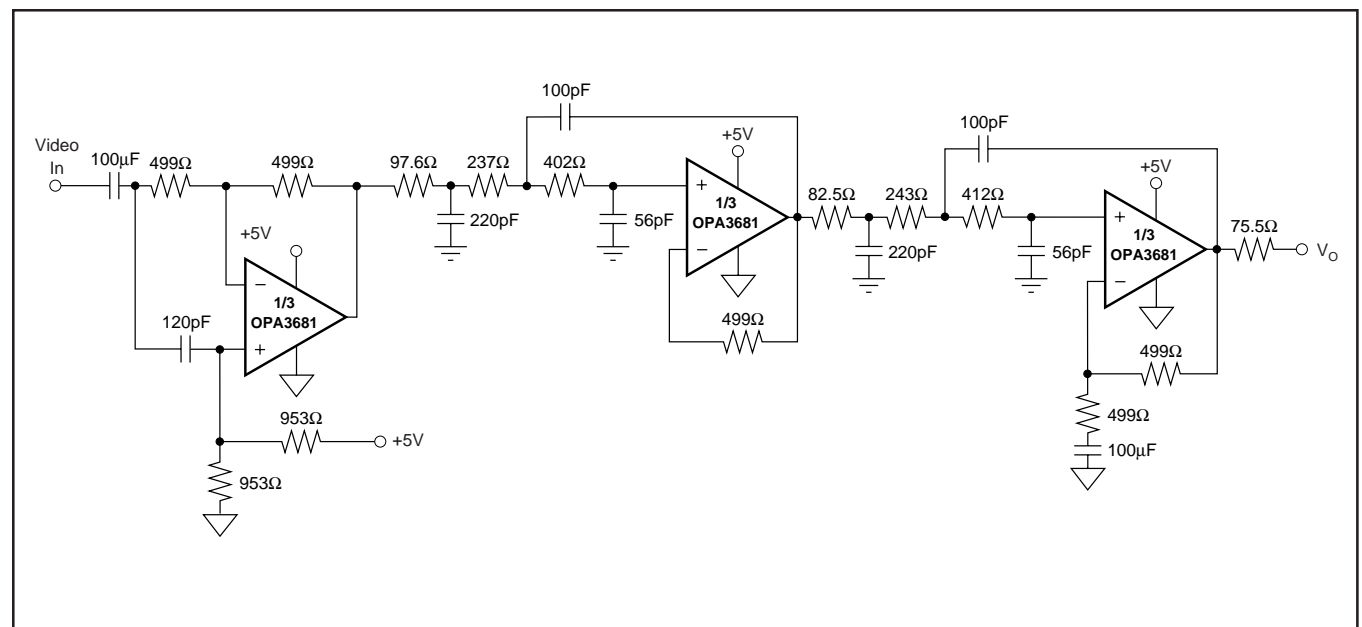 Video
In
100µF
499Ω
499Ω
+5V
1/3
OPA3681
−
+
120pF
953Ω
+5V
953Ω
97.6Ω
220pF
237Ω
100pF
402Ω
56pF
+5V
+
1/3
OPA3681
−
499Ω
82.5Ω
220pF
243Ω
100pF
412Ω
56pF
+5V
+
1/3
OPA3681
−
499Ω
499Ω
100µF
75.5Ω
VO